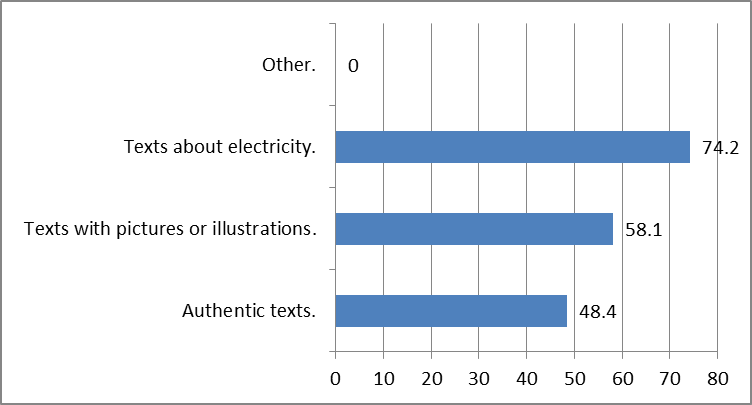 Other.
0
Texts about electricity.
74.2
Texts with pictures or illustrations.
58.1
Authentic texts.
48.4
0 10 20 30 40 50 60 70 80